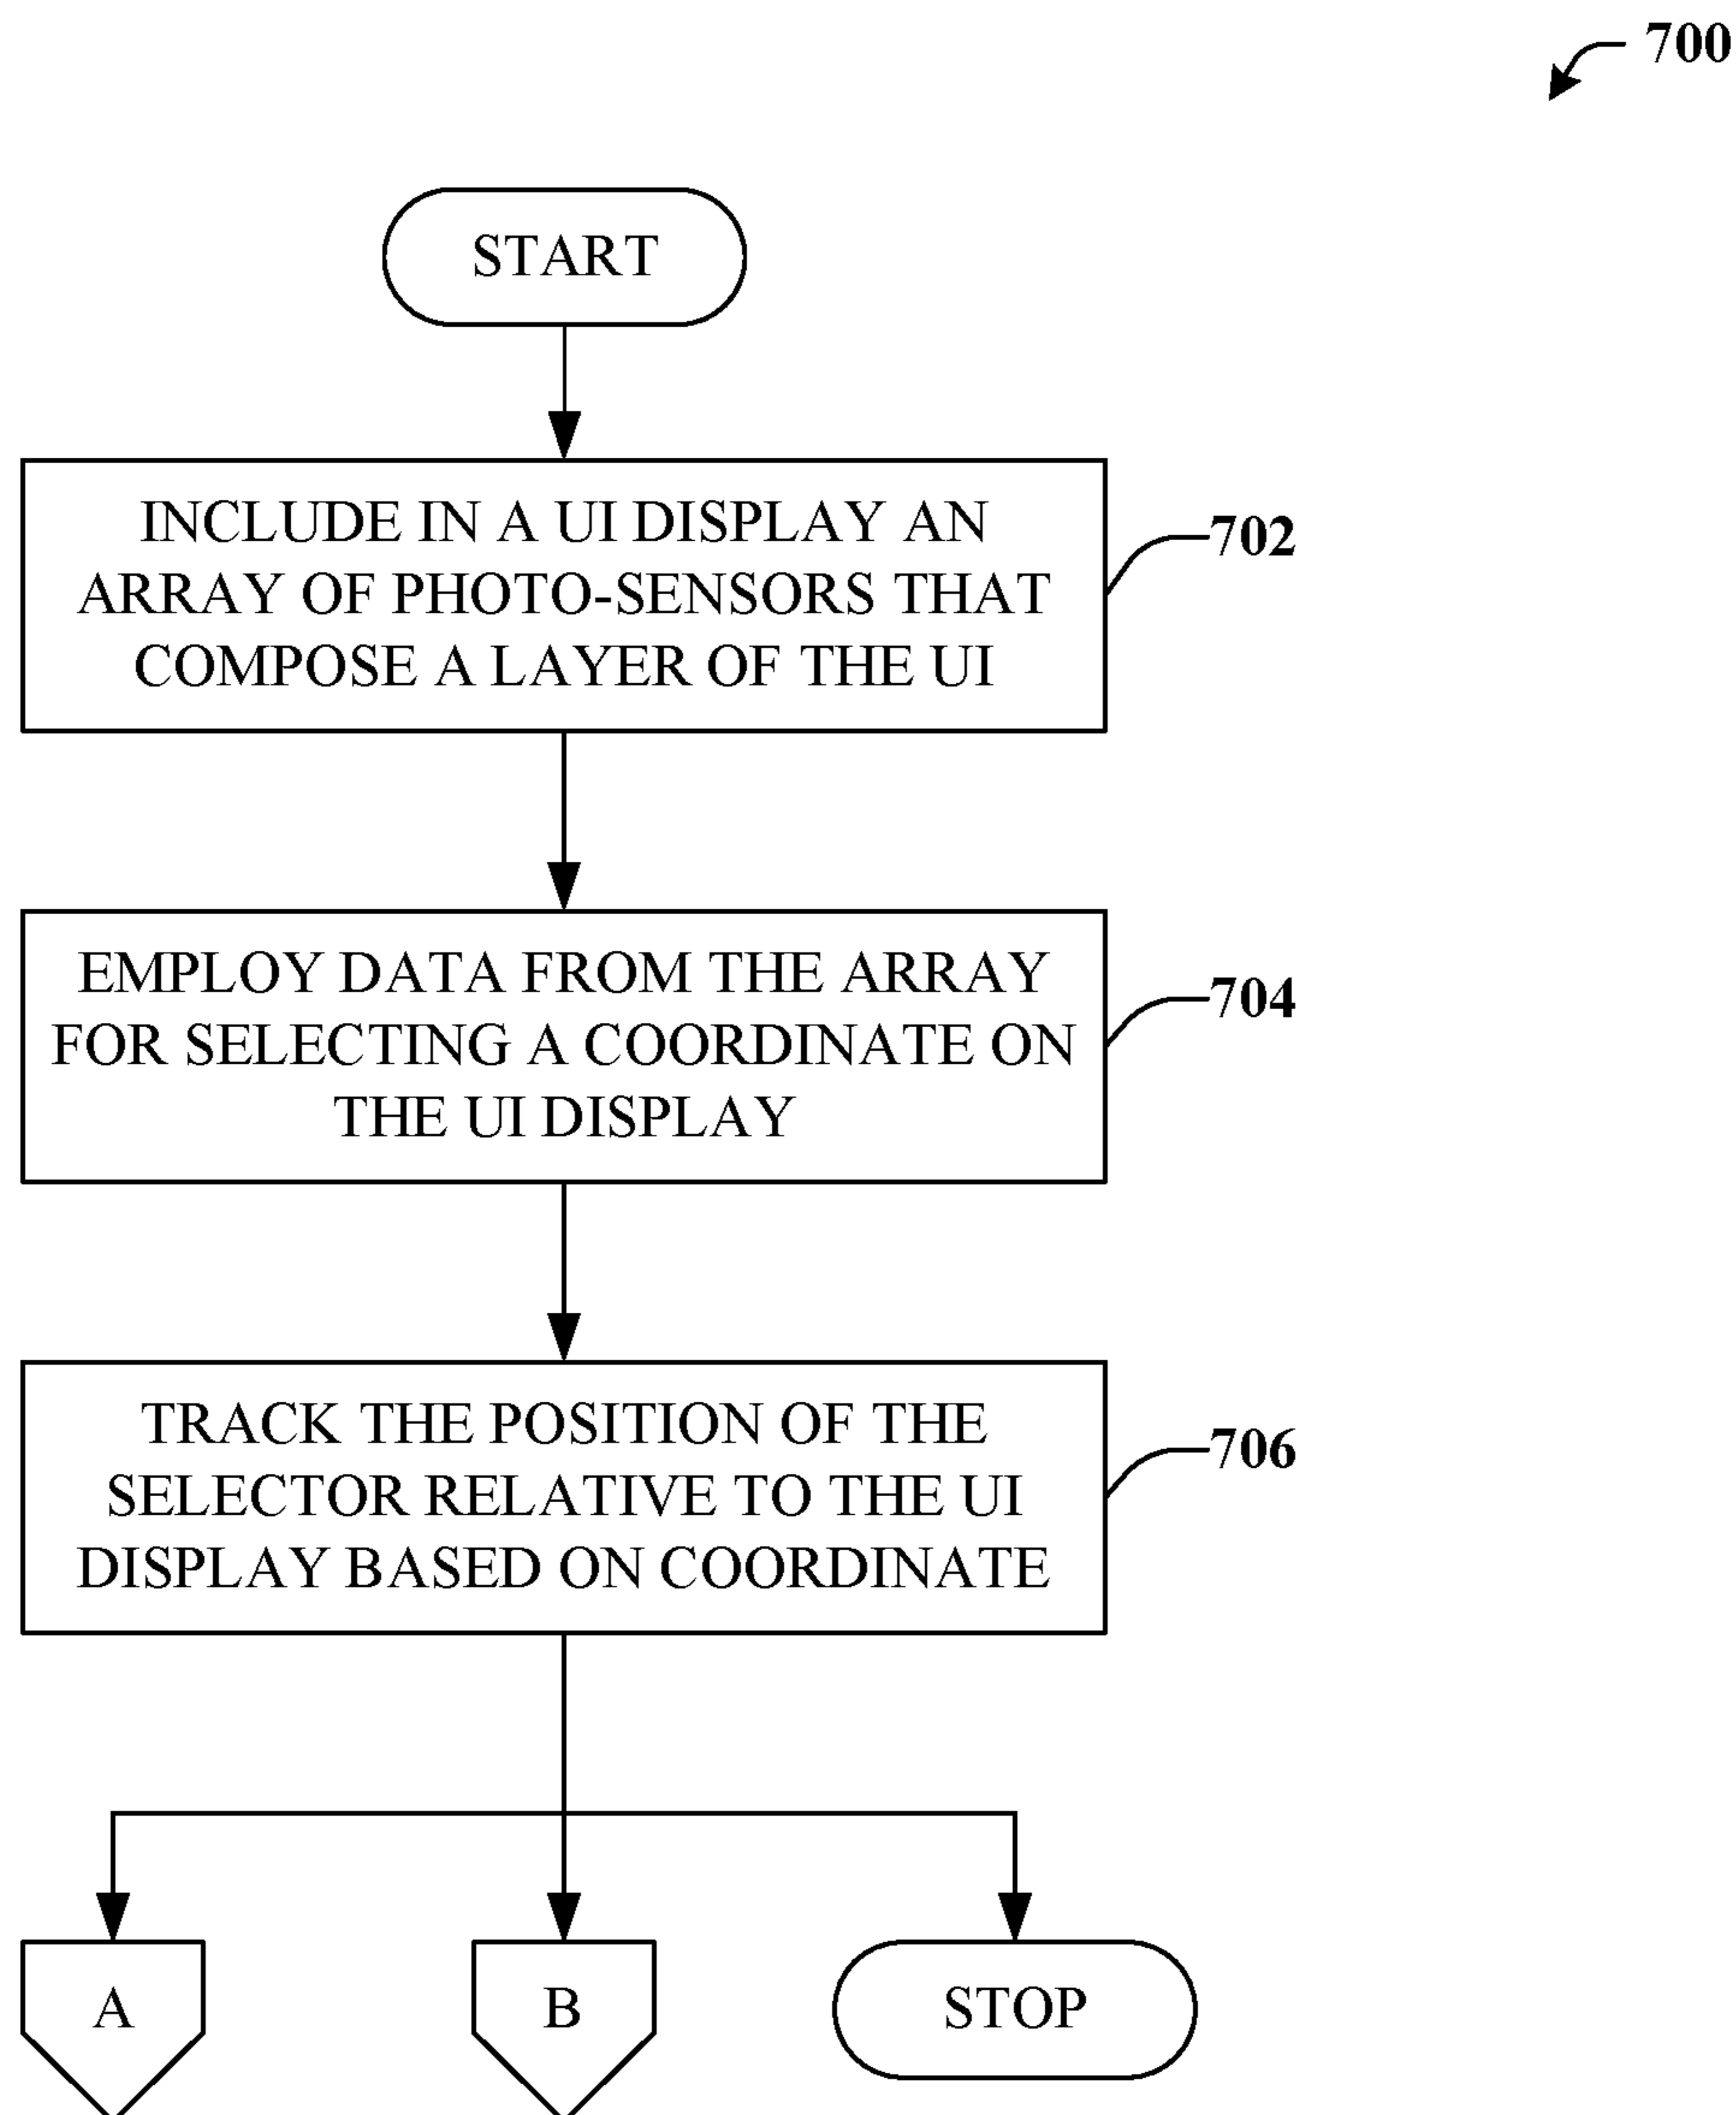 700
START
INCLUDE IN A UI DISPLAY AN
ARRAY OF PHOTO-SENSORS THAT
COMPOSE A LAYER OF THE UI
702
EMPLOY DATA FROM THE ARRAY
FOR SELECTING A COORDINATE ON
THE UI DISPLAY
704
TRACK THE POSITION OF THE
SELECTOR RELATIVE TO THE UI
DISPLAY BASED ON COORDINATE
706
A
B
STOP